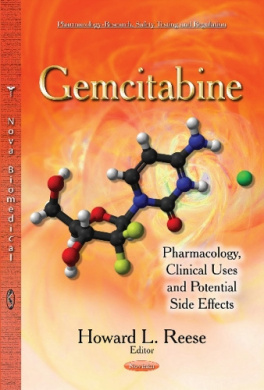 Pharmacology-Research, Safety Testing and Regulation
Gemcitabine
Nova Biomedical
Pharmacology,
Clinical Uses
and Potential
Side Effects
Howard L. Reese
Editor